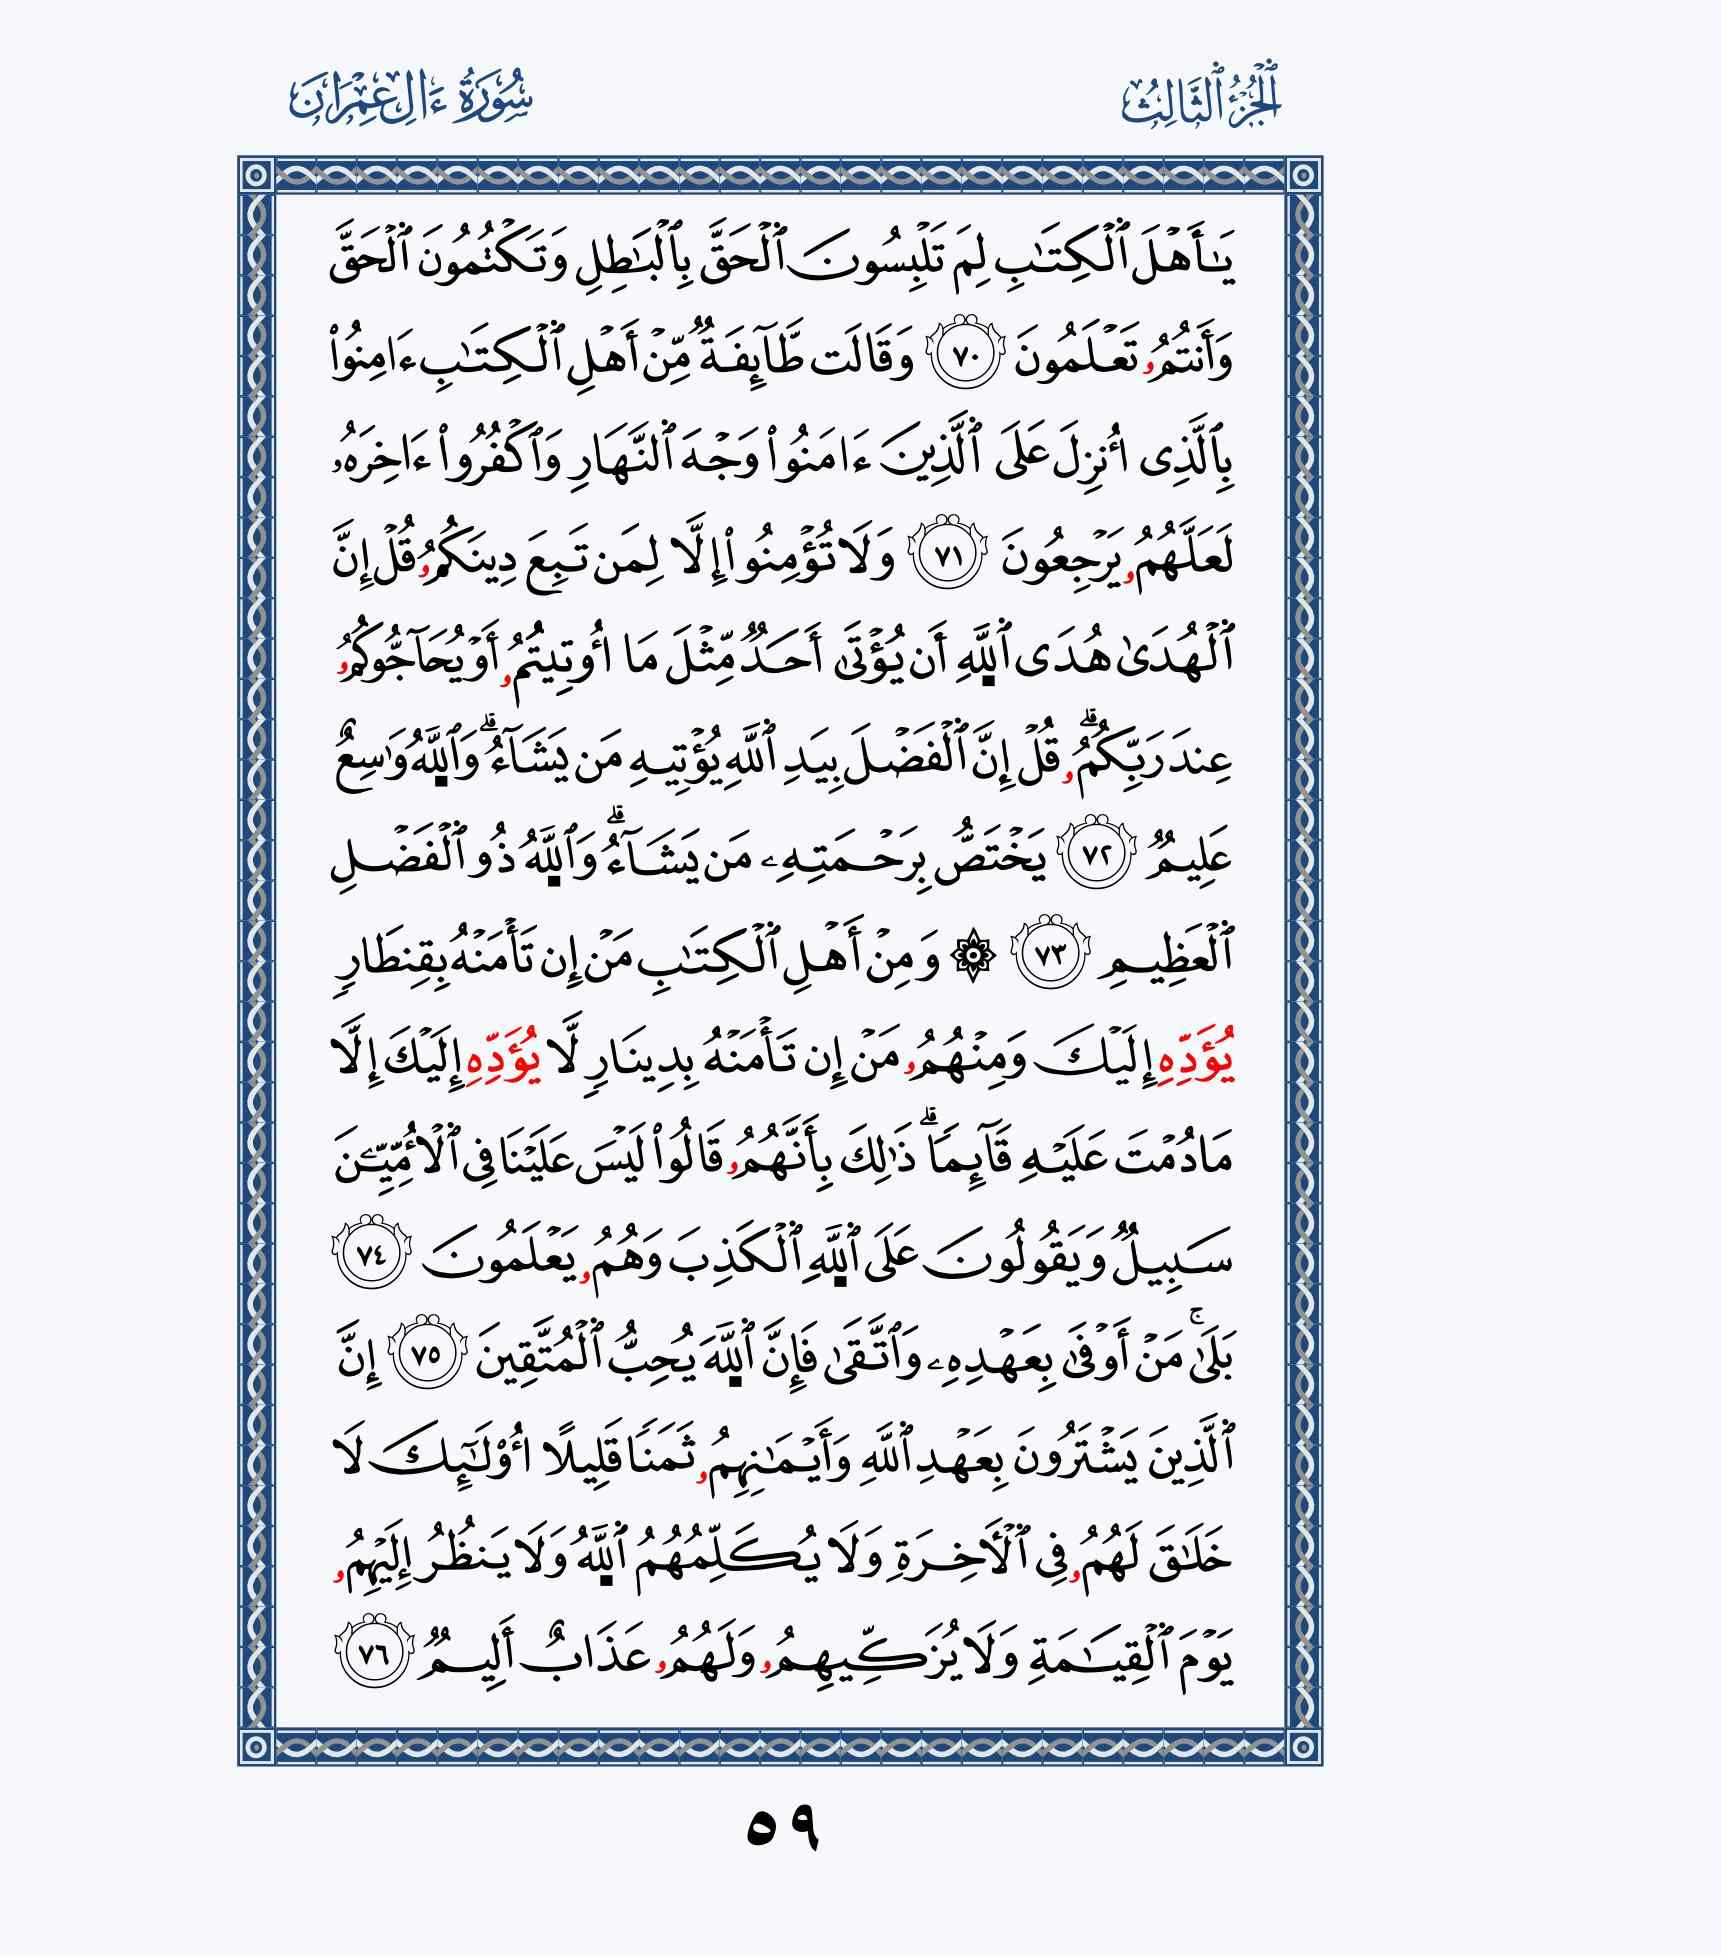 ٱلْجُزْءُ ٱلثَّالِثُ
سُورَةُ ءَالِ عِمْرَانَ
يَٰٓأَهْلَ ٱلْكِتَٰبِ لِمَ تَلْبِسُونَ ٱلْحَقَّ بِٱلْبَٰطِلِ وَتَكْتُمُونَ ٱلْحَقَّ
وَأَنتُمُۥ تَعْلَمُونَ ٧٠ وَقَالَت طَّآئِفَةٌ مِّنْ أَهْلِ ٱلْكِتَٰبِ ءَامِنُواْ
بِٱلَّذِى أُنزِلَ عَلَى ٱلَّذِينَ ءَامَنُواْ وَجْهَ ٱلنَّهَارِ وَٱكْفُرُواْ ءَاخِرَهُۥ
لَعَلَّهُمُۥ يَرْجِعُونَ ٧١ وَلَا تُؤْمِنُواْ إِلَّا لِمَن تَبِعَ دِينَكُمُۥ قُلْ إِنَّ
ٱلْهُدَىٰ هُدَى ٱللَّهِ أَن يُؤْتَىٰ أَحَدٌ مِّثْلَ مَا أُوتِيتُمُۥ أَوْ يُحَآجُّوكُمُۥ
عِندَ رَبِّكُمُۥۗ قُلْ إِنَّ ٱلْفَضْلَ بِيَدِ ٱللَّهِ يُؤْتِيهِ مَن يَشَآءُۗ وَٱللَّهُ وَٰسِعٌ
عَلِيمٌ ٧٢ يَخْتَصُّ بِرَحْمَتِهِۦ مَن يَشَآءُۗ وَٱللَّهُ ذُو ٱلْفَضْلِ
ٱلْعَظِيمِ ٧٣ ۞ وَمِنْ أَهْلِ ٱلْكِتَٰبِ مَنْ إِن تَأْمَنْهُ بِقِنطَارٍ
يُؤَدِّهِ إِلَيْكَ وَمِنْهُمُۥ مَنْ إِن تَأْمَنْهُ بِدِينَارٍ لَّا يُؤَدِّهِ إِلَيْكَ إِلَّا
مَا دُمْتَ عَلَيْهِ قَآئِمًاۗ ذَٰلِكَ بِأَنَّهُمُۥ قَالُواْ لَيْسَ عَلَيْنَا فِى ٱلْأُمِّيِّۦنَ
سَبِيلٌ وَيَقُولُونَ عَلَى ٱللَّهِ ٱلْكَذِبَ وَهُمُۥ يَعْلَمُونَ ٧٤
بَلَىٰۚ مَنْ أَوْفَىٰ بِعَهْدِهِۦ وَٱتَّقَىٰ فَإِنَّ ٱللَّهَ يُحِبُّ ٱلْمُتَّقِينَ ٧٥ إِنَّ
ٱلَّذِينَ يَشْتَرُونَ بِعَهْدِ ٱللَّهِ وَأَيْمَٰنِهِمُۥ ثَمَنًا قَلِيلًا أُوْلَٰٓئِكَ لَا
خَلَٰقَ لَهُمُۥ فِى ٱلْأَخِرَةِ وَلَا يُكَلِّمُهُمُ ٱللَّهُ وَلَا يَنظُرُ إِلَيْهِمُۥ
يَوْمَ ٱلْقِيَٰمَةِ وَلَا يُزَكِّيهِمُۥ وَلَهُمُۥ عَذَابٌ أَلِيمٌ ٧٦
٥٩